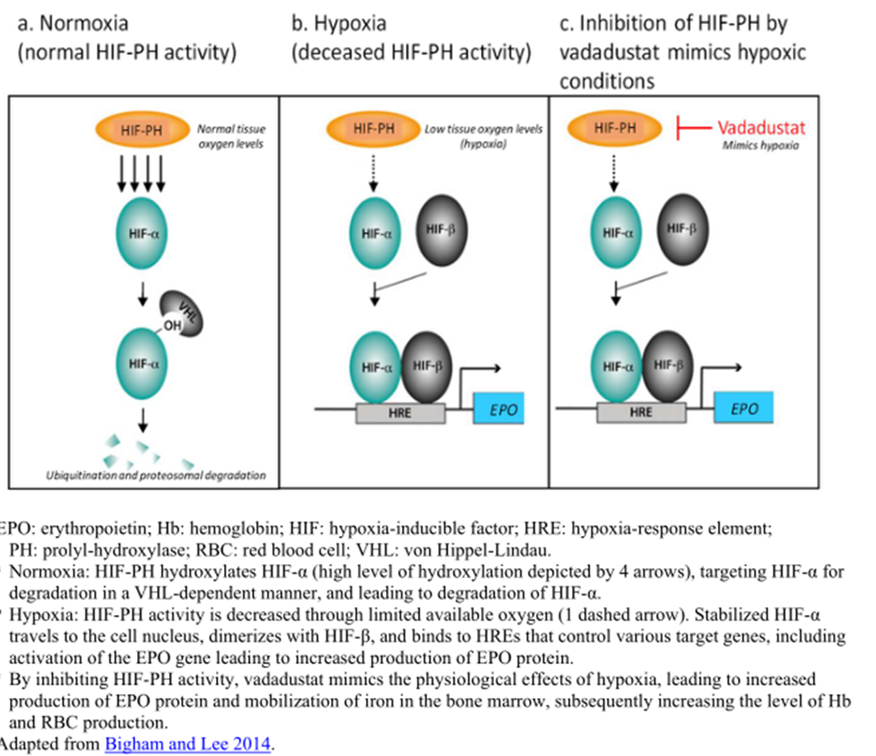 a. Normoxia
(normal HIF-PH activity)
b. Hypoxia
(deceased HIF-PH activity)
c. Inhibition of HIF-PH by
vadadustat mimics hypoxic
conditions
HIF-PH
Normal tissue
oxygen levels
HIF-α
VHL
OH
HIF-α
Ubiquitination and proteosomal degradation
HIF-PH
Low tissue oxygen levels
(hypoxia)
HIF-α
HIF-β
HIF-α
HIF-β
HRE
EPO
HIF-PH
Vadadustat
Mimics hypoxia
HIF-α
HIF-β
HIF-α
HIF-β
HRE
EPO
EPO: erythropoietin; Hb: hemoglobin; HIF: hypoxia-inducible factor; HRE: hypoxia-response element;
PH: prolyl-hydroxylase; RBC: red blood cell; VHL: von Hippel-Lindau.
Normoxia: HIF-PH hydroxylates HIF-α (high level of hydroxylation depicted by 4 arrows), targeting HIF-α for
degradation in a VHL-dependent manner, and leading to degradation of HIF-α.
Hypoxia: HIF-PH activity is decreased through limited available oxygen (1 dashed arrow). Stabilized HIF-α
travels to the cell nucleus, dimerizes with HIF-β, and binds to HREs that control various target genes, including
activation of the EPO gene leading to increased production of EPO protein.
By inhibiting HIF-PH activity, vadadustat mimics the physiological effects of hypoxia, leading to increased
production of EPO protein and mobilization of iron in the bone marrow, subsequently increasing the level of Hb
and RBC production.
Adapted from Bigham and Lee 2014.